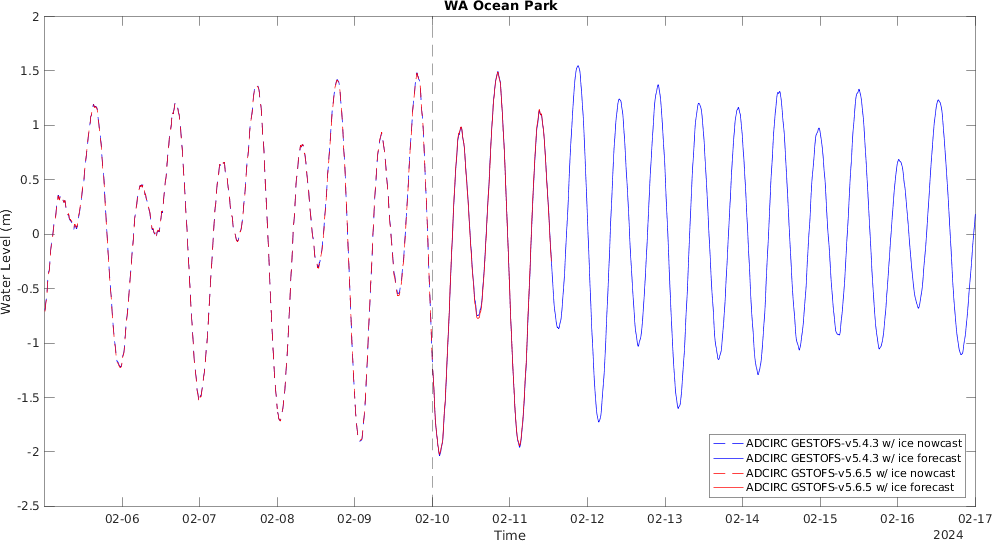 WA Ocean Park
2
1.5
1
0.5
0
-0.5
-1
-1.5
-2
-2.5
Water Level (m)
02-06 02-07 02-08 02-09 02-10 02-11 02-12 02-13 02-14 02-15 02-16 02-17
Time
2024
ADCIRC GESTOFS-v5.4.3 w/ ice nowcast
ADCIRC GESTOFS-v5.4.3 w/ ice forecast
ADCIRC GSTOFS-v5.6.5 w/ ice nowcast
ADCIRC GSTOFS-v5.6.5 w/ ice forecast